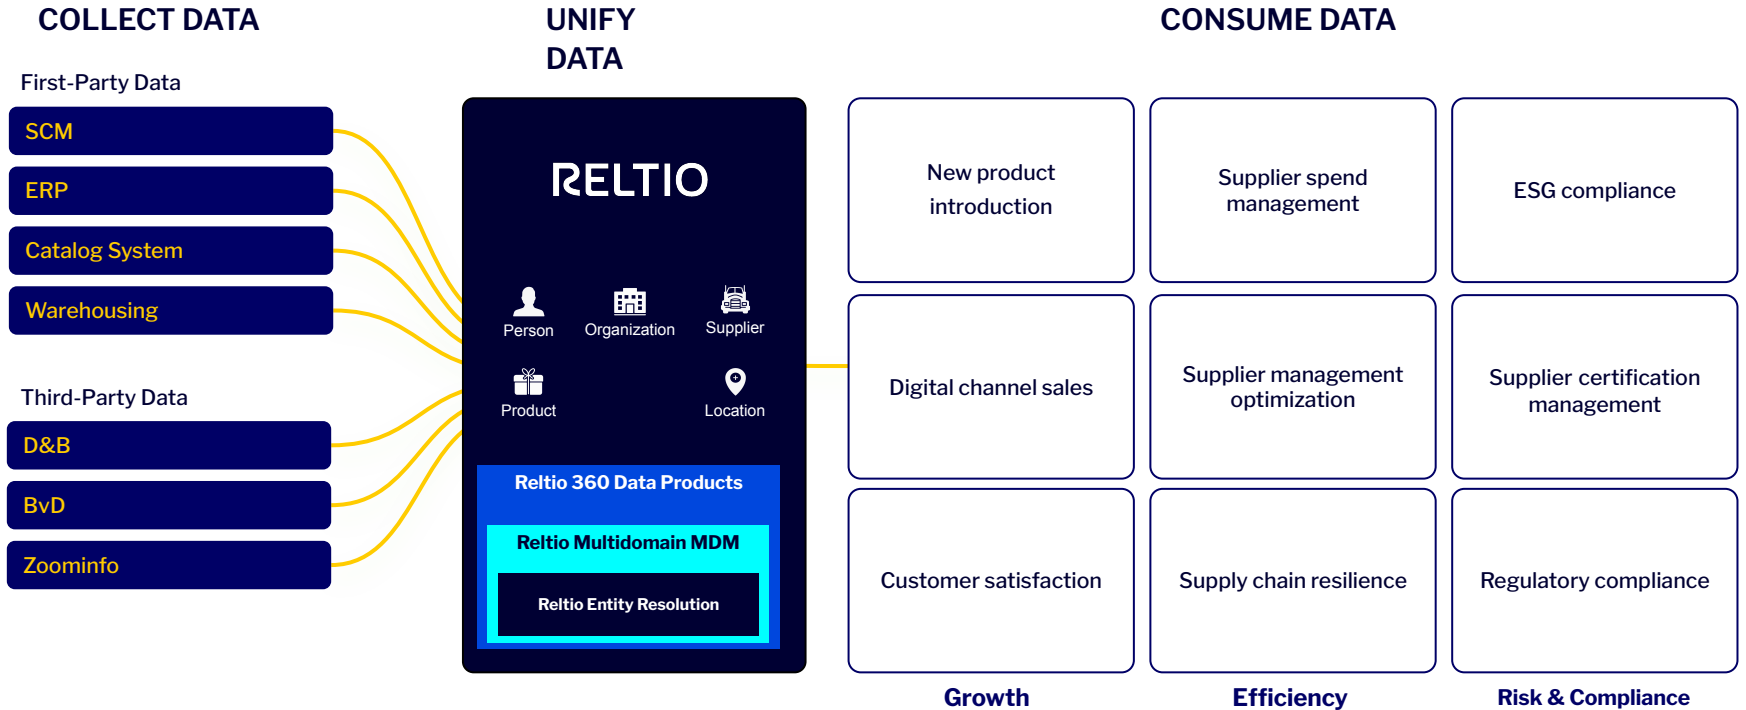 COLLECT DATA
UNIFY
DATA
CONSUME DATA
First-Party Data
SCM
ERP
Catalog System
Warehousing
Third-Party Data
D&B
BvD
Zoominfo
RELTIO
Person
Organization
Supplier
Product
Location
Reltio 360 Data Products
Reltio Multidomain MDM
Reltio Entity Resolution
New product
introduction
Supplier spend
management
ESG compliance
Digital channel sales
Supplier management
optimization
Supplier certification
management
Customer satisfaction
Supply chain resilience
Regulatory compliance
Growth
Efficiency
Risk & Compliance